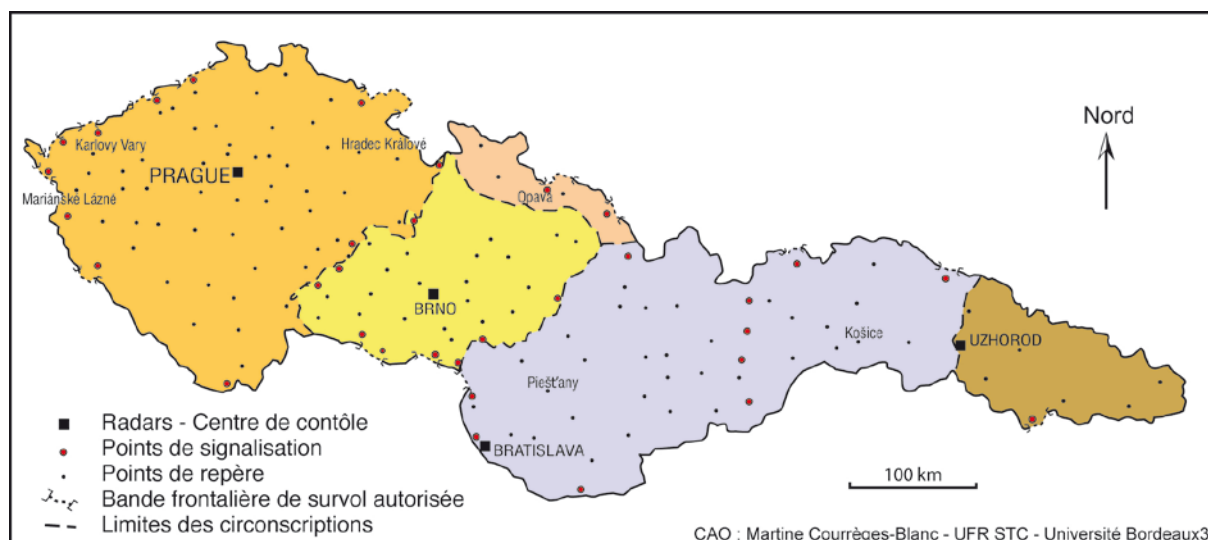 Nord
Karlovy Vary
Hradec Králové
PRAGUE
Mariánské Lázně
Opava
BRNO
Košice
UZHOROD
Piešťany
BRATISLAVA
Radars - Centre de contôle
Points de signalisation
Points de repère
Bande frontalière de survol autorisée
Limites des circonscriptions
100 km
CAO : Martine Courrèges-Blanc - UFR STC - Université Bordeaux3